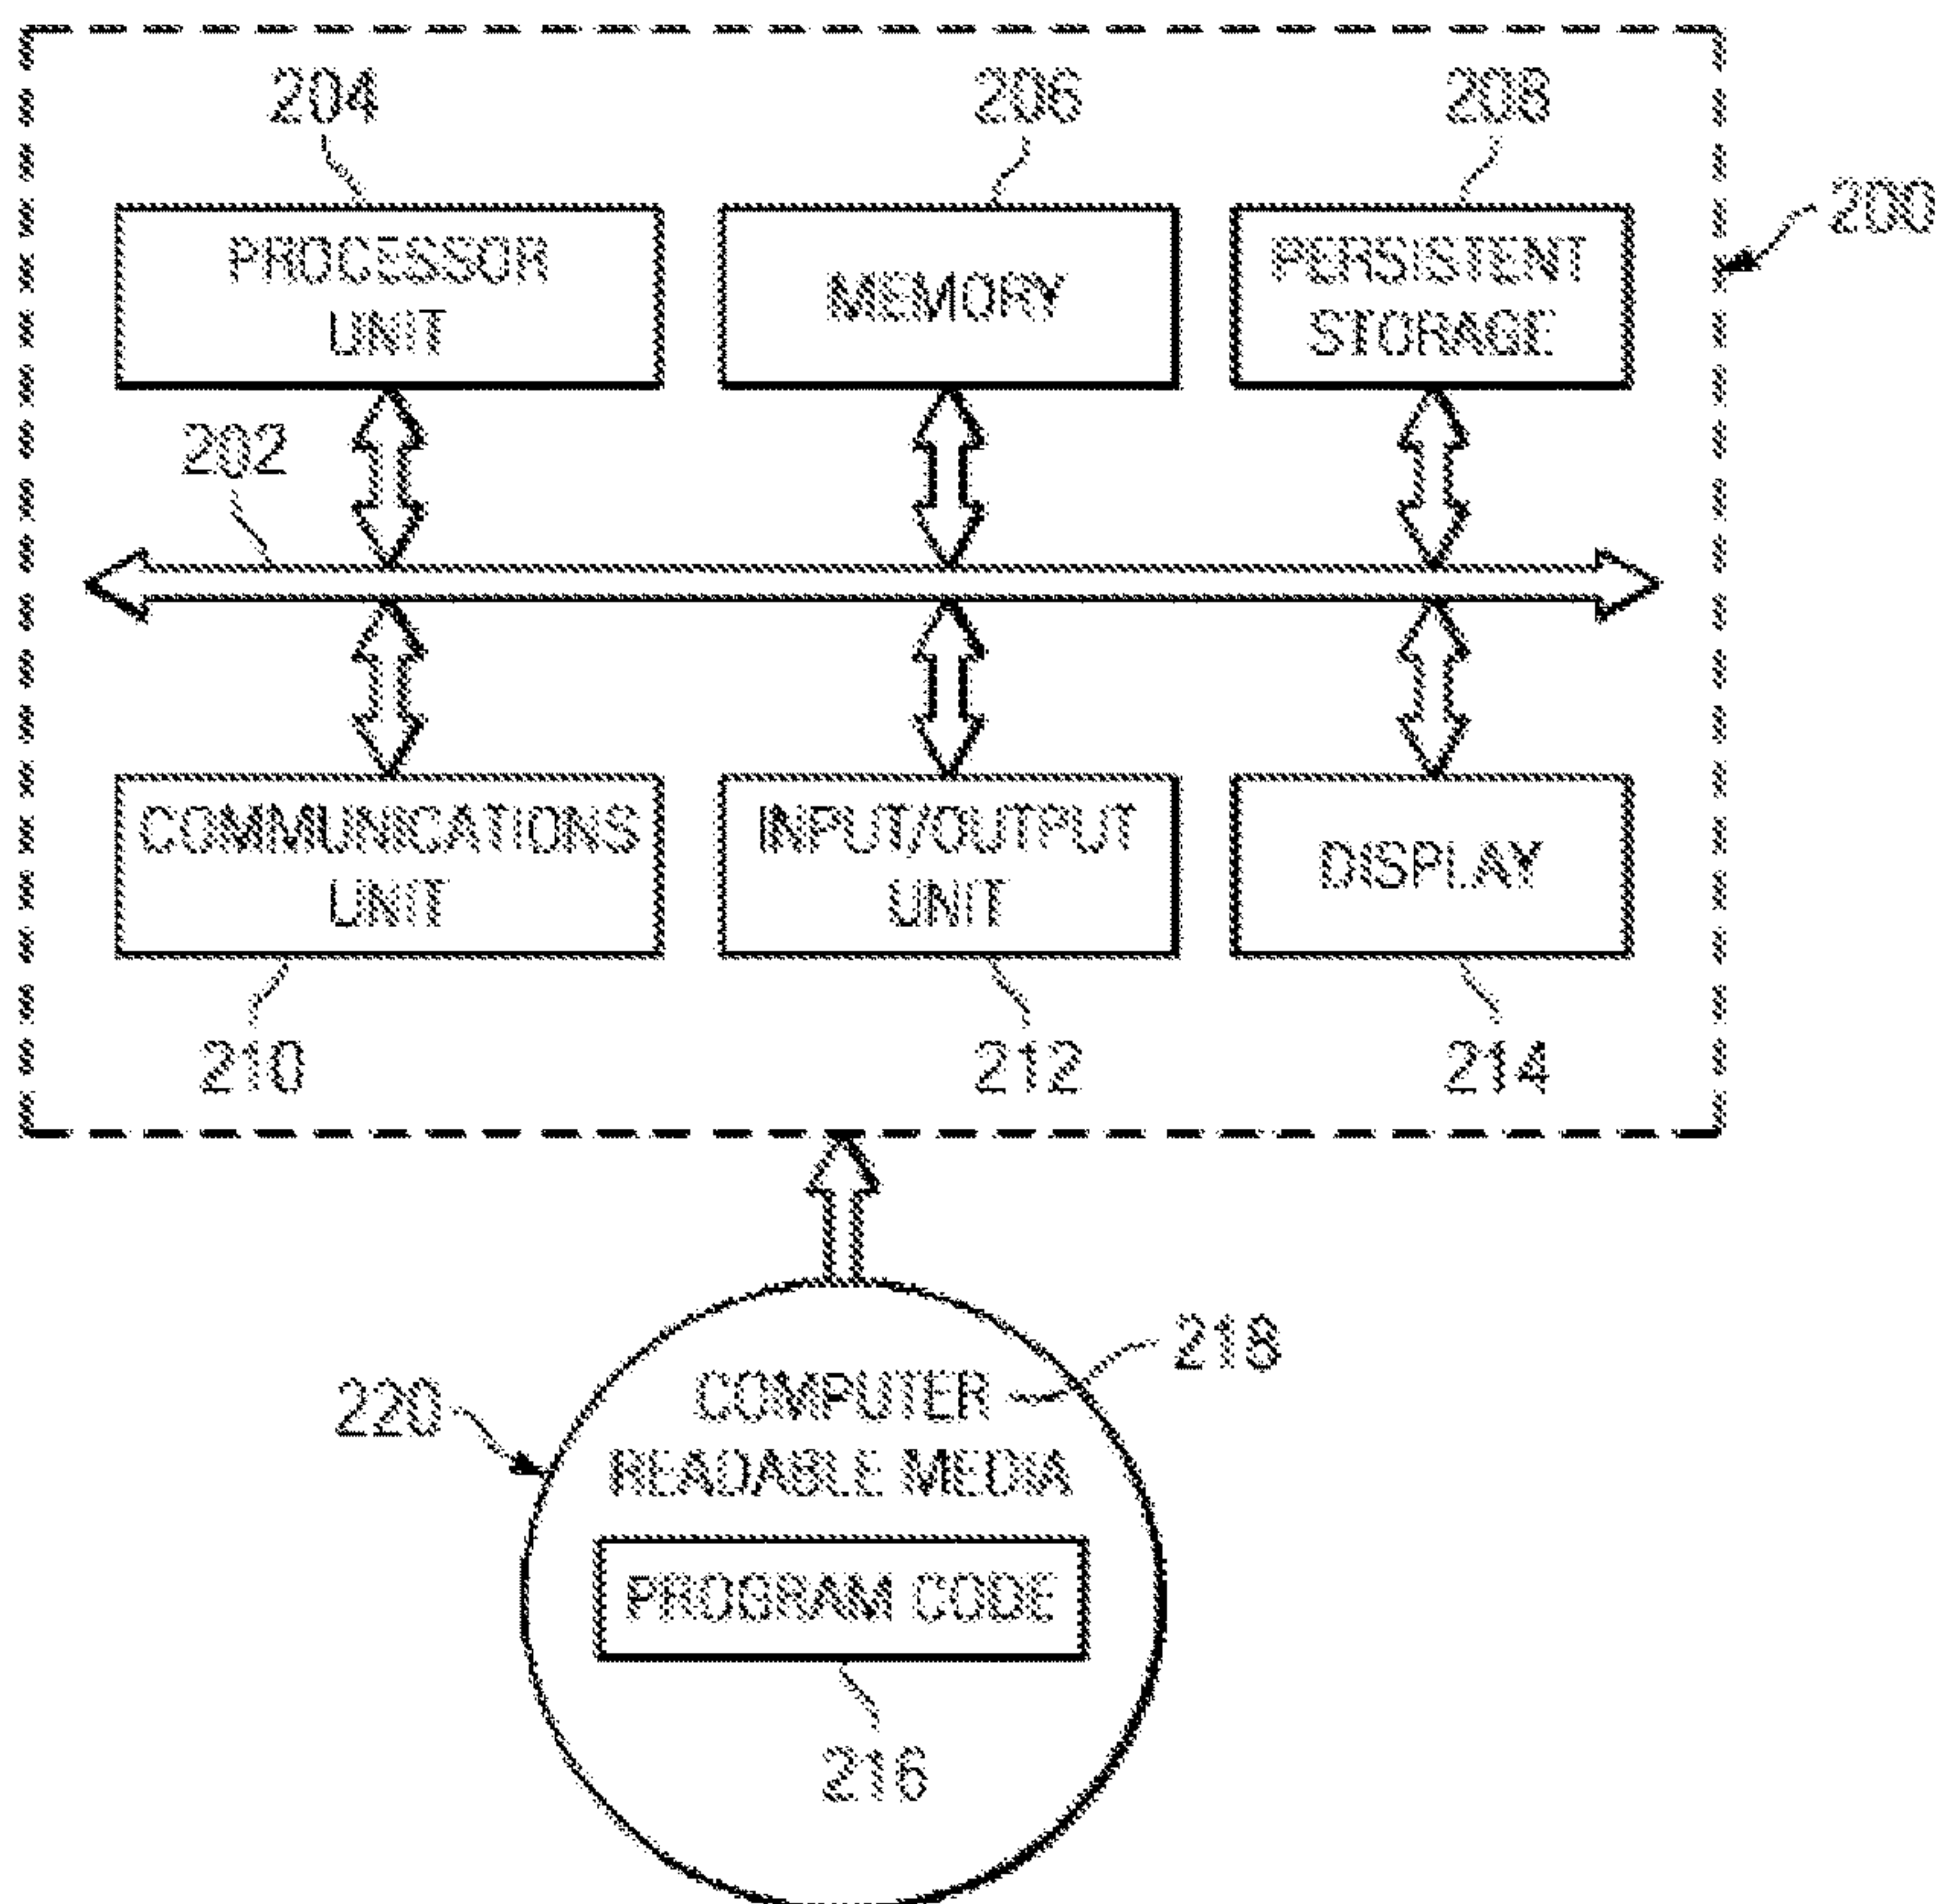 204
206
208
200
PROCESSOR
UNIT
MEMORY
PERSISTENT
STORAGE
202
COMMUNICATIONS
UNIT
INPUT/OUTPUT
UNIT
DISPLAY
210
212
214
218
220
COMPUTER
READABLE MEDIA
PROGRAM CODE
216